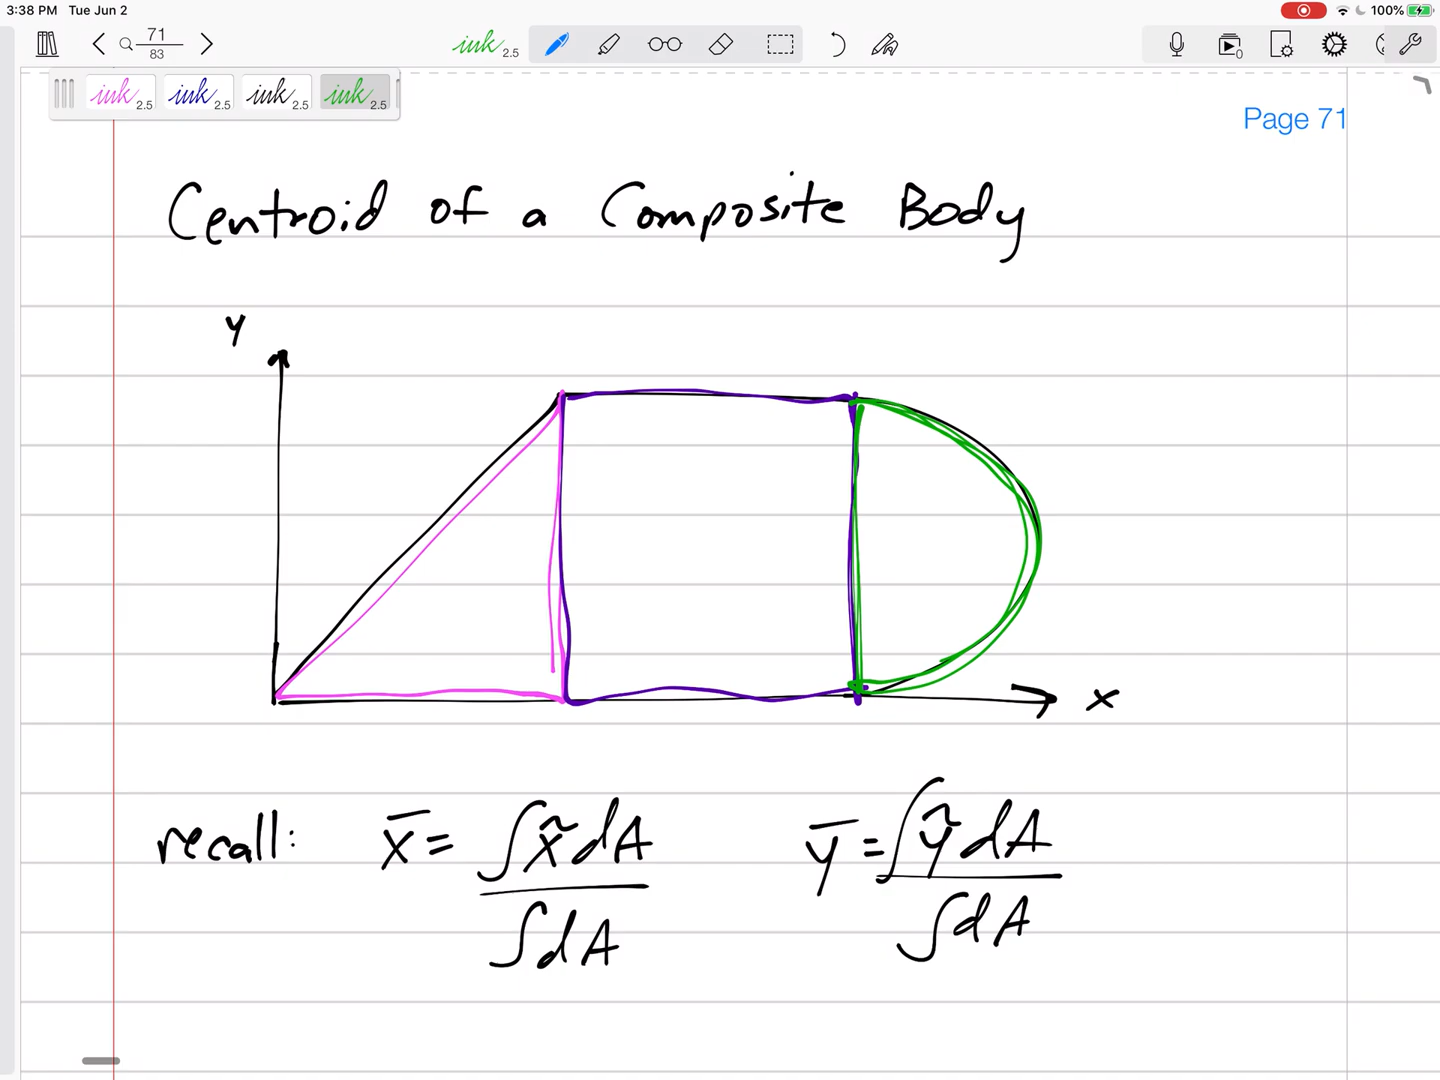 3:38 PM Tue Jun 2
100%
71
83
ink 2.5
0
ink 2.5 ink 2.5 ink 2.5 ink 2.5
Page 71
Centroid of a Composite Body
y
x
recall: x̄ = ∫x̃dA / ∫dA ȳ = ∫ỹdA / ∫dA